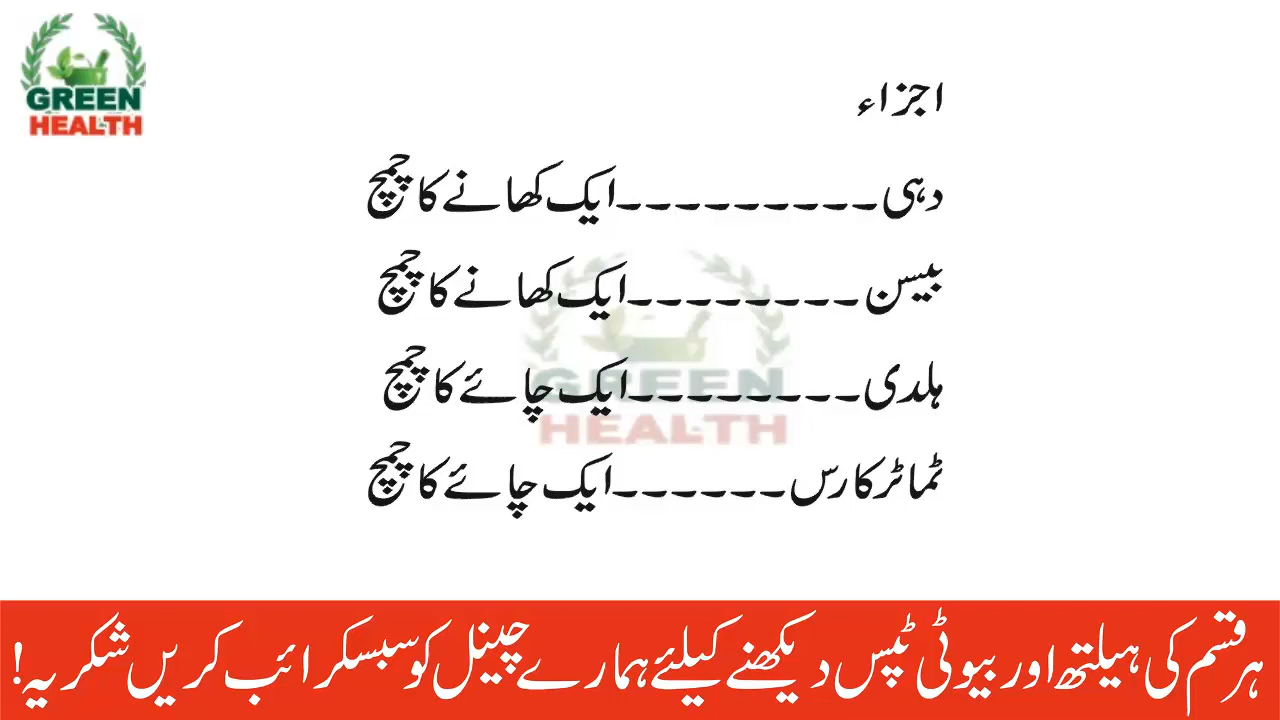 GREEN
HEALTH
اجزاء
دہی۔۔۔۔۔۔۔۔۔۔ایک کھانے کا چمچ
بیسن۔۔۔۔۔۔۔۔۔ایک کھانے کا چمچ
ہلدی۔۔۔۔۔۔۔۔۔ایک چائے کا چمچ
ٹماٹر کا رس۔۔۔۔۔۔۔ایک چائے کا چمچ
GREEN
HEALTH
ہر قسم کی ہیلتھ اور بیوٹی ٹپس دیکھنے کیلئے ہمارے چینل کو سبسکرائب کریں شکریہ!